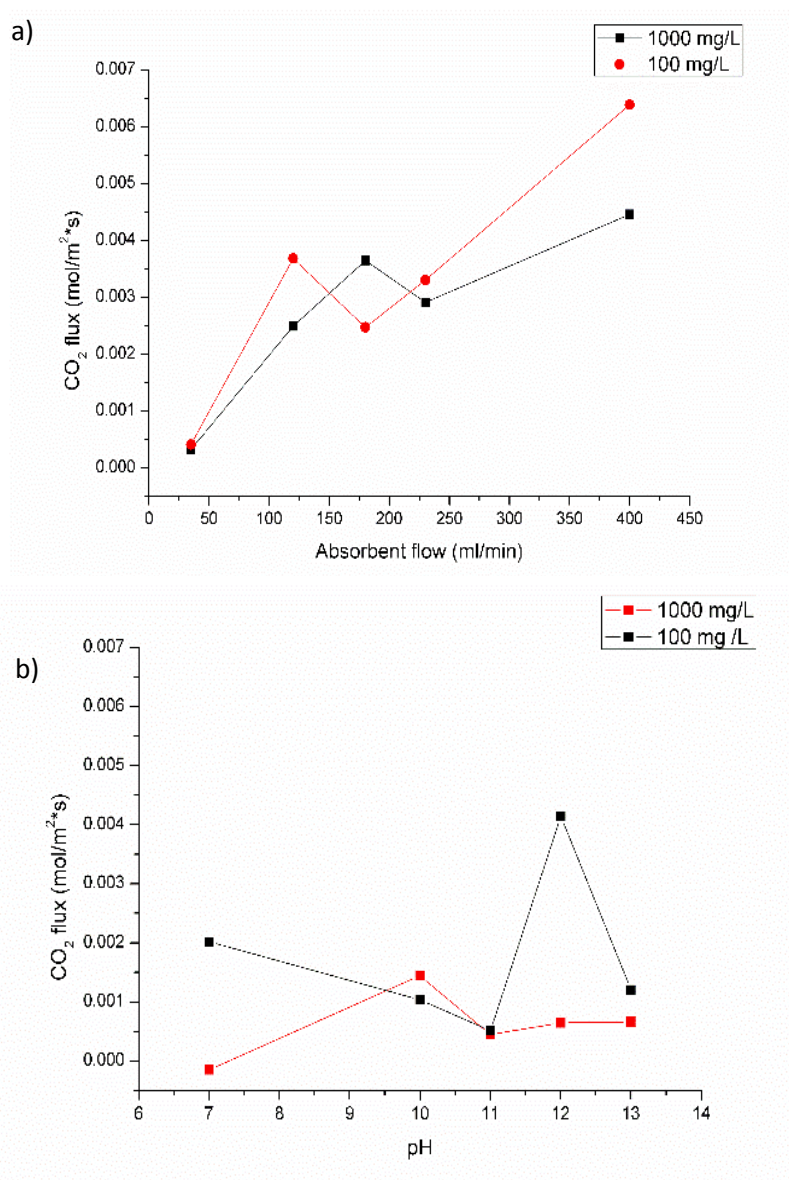 a)
1000 mg/L
100 mg/L
0.007
0.006
0.005
0.004
0.003
0.002
0.001
0.000
CO₂ flux (mol/m²*s)
0 50 100 150 200 250 300 350 400 450
Absorbent flow (ml/min)
1000 mg/L
100 mg /L
b)
0.007
0.006
0.005
0.004
0.003
0.002
0.001
0.000
CO₂ flux (mol/m²*s)
6 7 8 9 10 11 12 13 14
pH